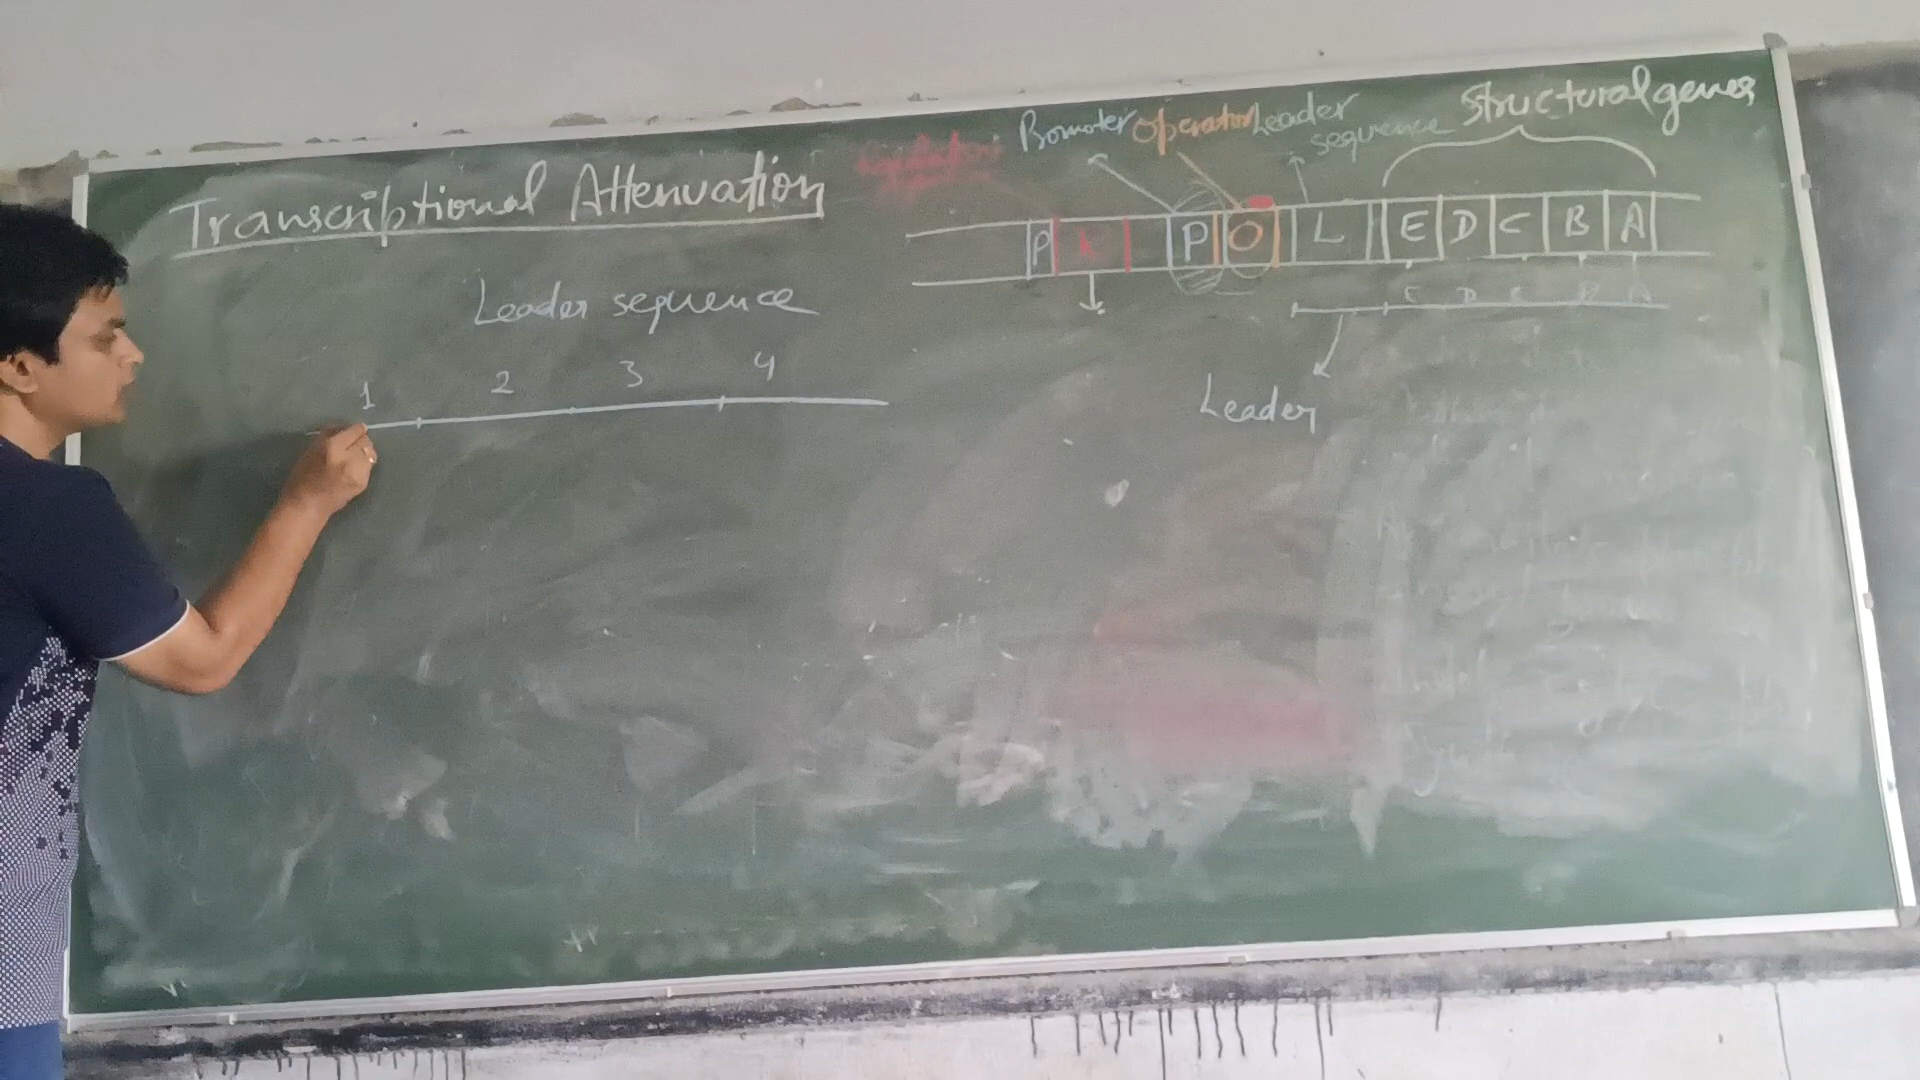 Transcriptional Attenuation
Leader sequence
1 2 3 4
Promoter Operator Leader sequence Structural genes
P P O L E D C B A
E D C B A
Leader